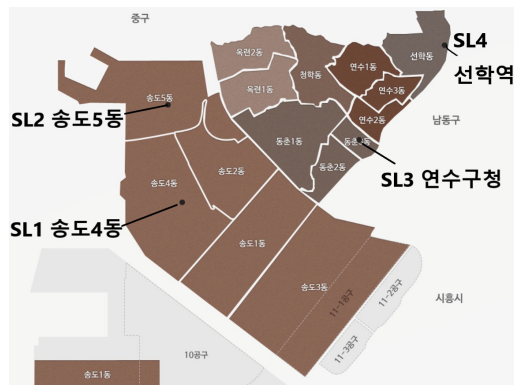 중구
SL4
선학역
옥련2동
선학동
청학동
연수1동
옥련1동
연수3동
송도5동
SL2 송도5동
연수2동
남동구
동춘1동
SL3 연수구청
동춘2동
송도2동
송도4동
SL1 송도4동
송도1동
송도3동
11-1공구
11-2공구
시흥시
11-3공구
10공구
송도1동